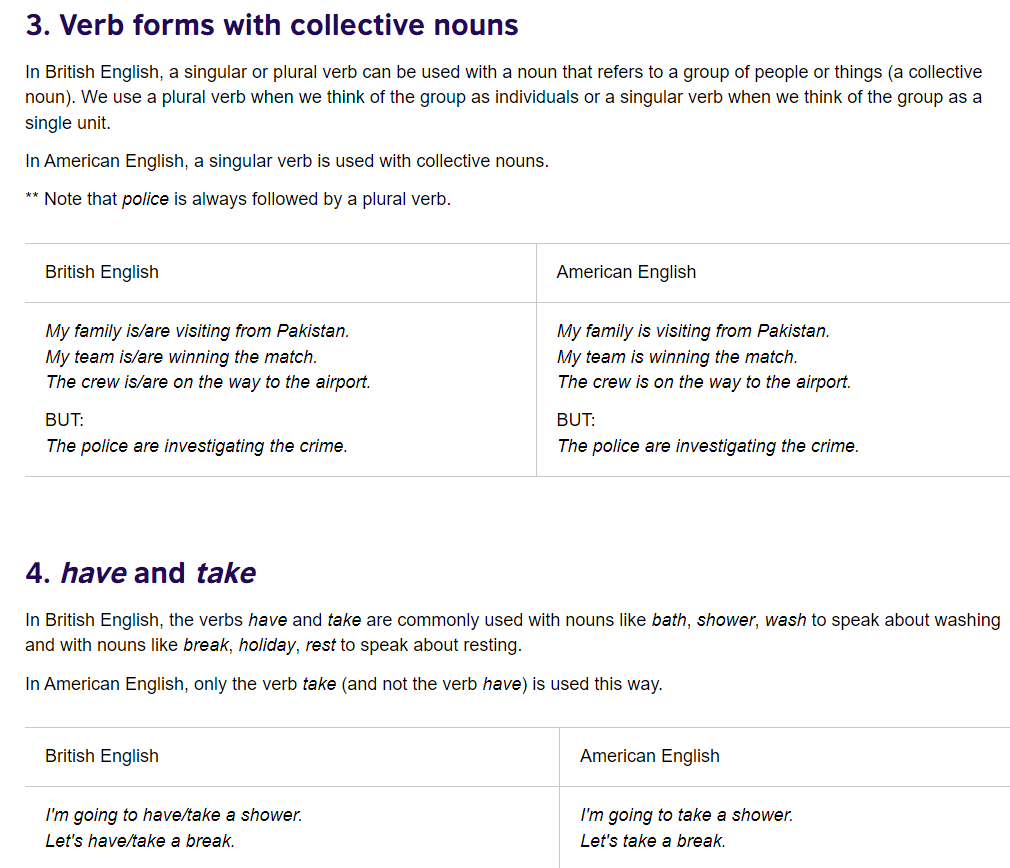 3. Verb forms with collective nouns
In British English, a singular or plural verb can be used with a noun that refers to a group of people or things (a collective
noun). We use a plural verb when we think of the group as individuals or a singular verb when we think of the group as a
single unit.
In American English, a singular verb is used with collective nouns.
** Note that police is always followed by a plural verb.
British English
American English
My family is/are visiting from Pakistan.
My team is/are winning the match.
The crew is/are on the way to the airport.
BUT:
The police are investigating the crime.
My family is visiting from Pakistan.
My team is winning the match.
The crew is on the way to the airport.
BUT:
The police are investigating the crime.
4. have and take
In British English, the verbs have and take are commonly used with nouns like bath, shower, wash to speak about washing
and with nouns like break, holiday, rest to speak about resting.
In American English, only the verb take (and not the verb have) is used this way.
British English
American English
I'm going to have/take a shower.
Let's have/take a break.
I'm going to take a shower.
Let's take a break.